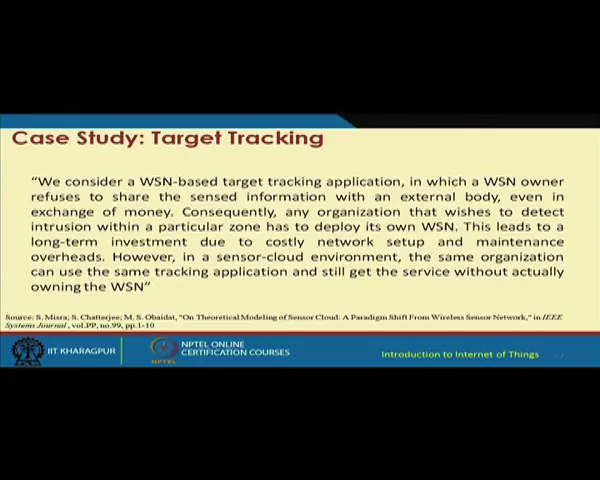 Case Study: Target Tracking
“We consider a WSN-based target tracking application, in which a WSN owner
refuses to share the sensed information with an external body, even in
exchange of money. Consequently, any organization that wishes to detect
intrusion within a particular zone has to deploy its own WSN. This leads to a
long-term investment due to costly network setup and maintenance
overheads. However, in a sensor-cloud environment, the same organization
can use the same tracking application and still get the service without actually
owning the WSN”
Source: S. Misra; S. Chatterjee; M. S. Obaidat, "On Theoretical Modeling of Sensor Cloud: A Paradigm Shift From Wireless Sensor Network," in IEEE
Systems Journal , vol.PP, no.99, pp.1-10
IIT KHARAGPUR
NPTEL
NPTEL ONLINE
CERTIFICATION COURSES
Introduction to Internet of Things